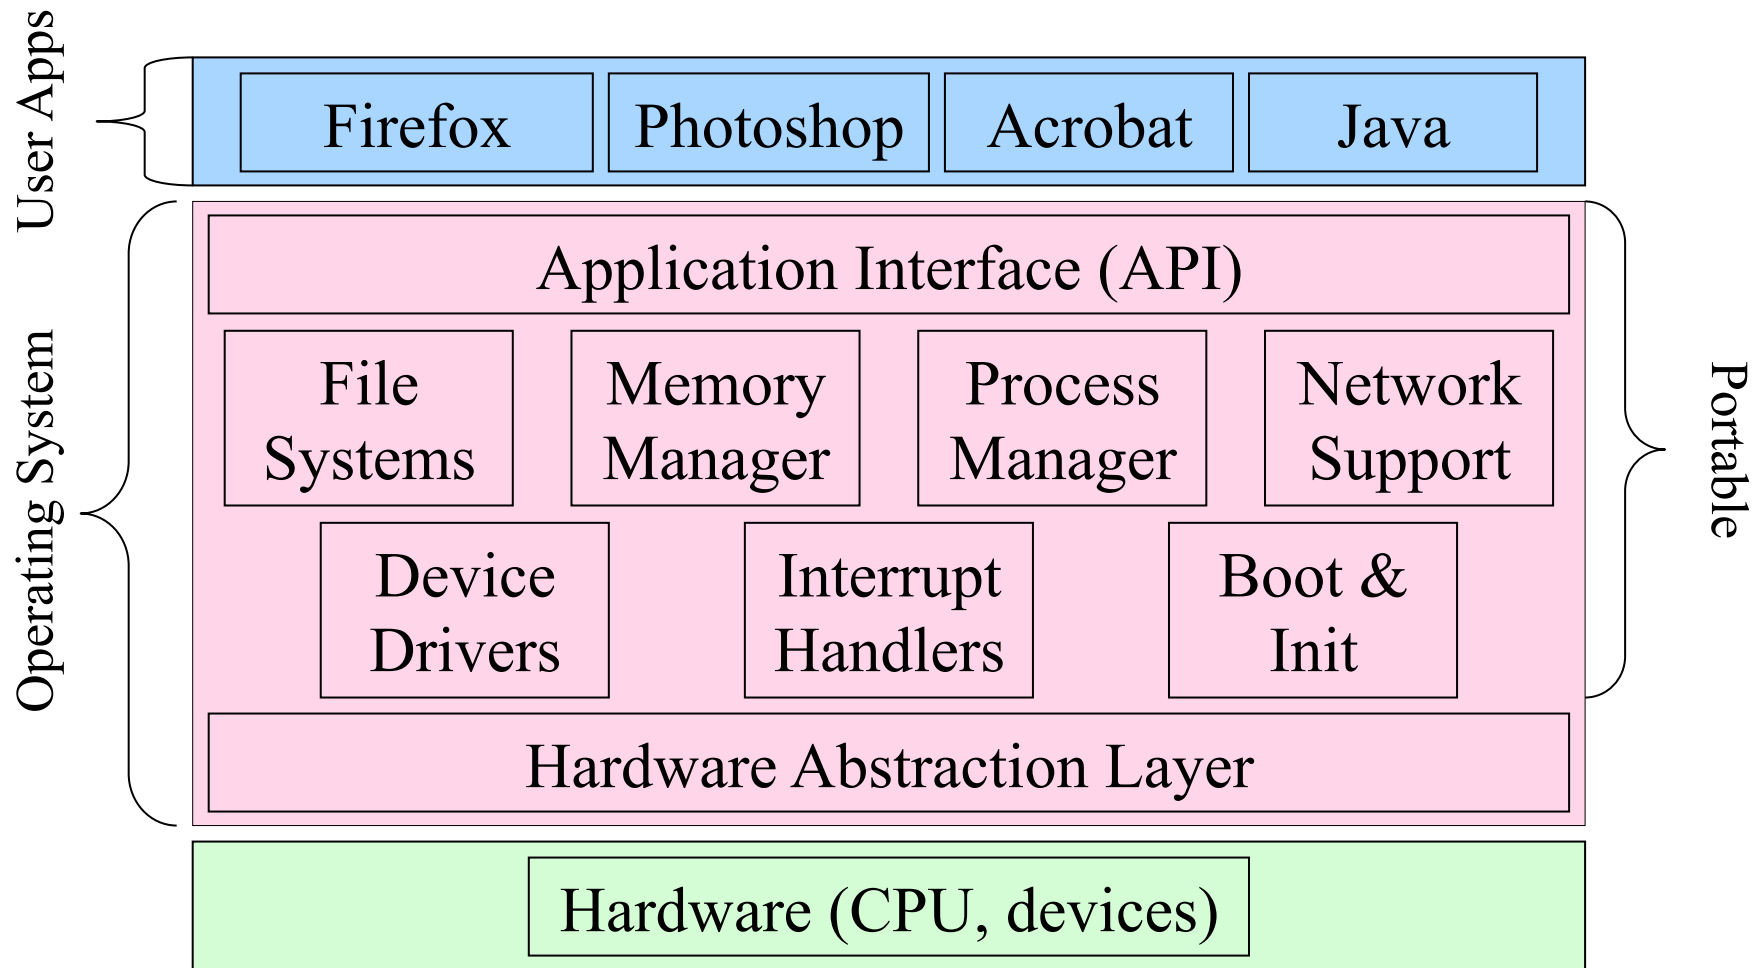 User Apps
Firefox
Photoshop
Acrobat
Java
Operating System
Application Interface (API)
File
Systems
Memory
Manager
Process
Manager
Network
Support
Portable
Device
Drivers
Interrupt
Handlers
Boot &
Init
Hardware Abstraction Layer
Hardware (CPU, devices)